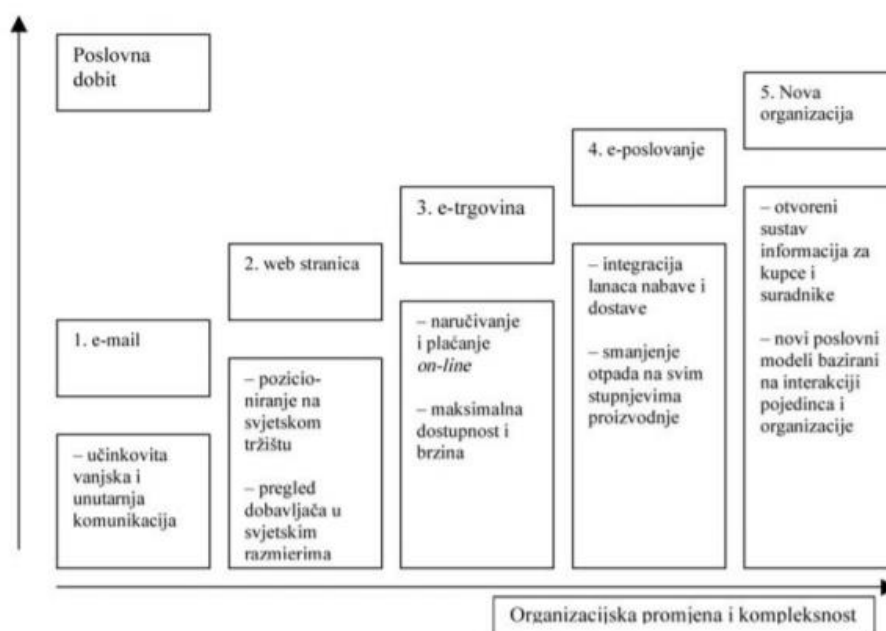 Poslovna
dobit
1. e-mail
– učinkovita
vanjska i
unutarnja
komunikacija
2. web stranica
– pozicio-
niranje na
svjetskom
tržištu
– pregled
dobavljača u
svjetskim
razmjerima
3. e-trgovina
– naručivanje
i plaćanje
on-line
– maksimalna
dostupnost i
brzina
4. e-poslovanje
– integracija
lanaca nabave i
dostave
– smanjenje
otpada na svim
stupnjevima
proizvodnje
5. Nova
organizacija
– otvoreni
sustav
informacija za
kupce i
suradnike
– novi poslovni
modeli bazirani
na interakciji
pojedinca i
organizacije
Organizacijska promjena i kompleksnost